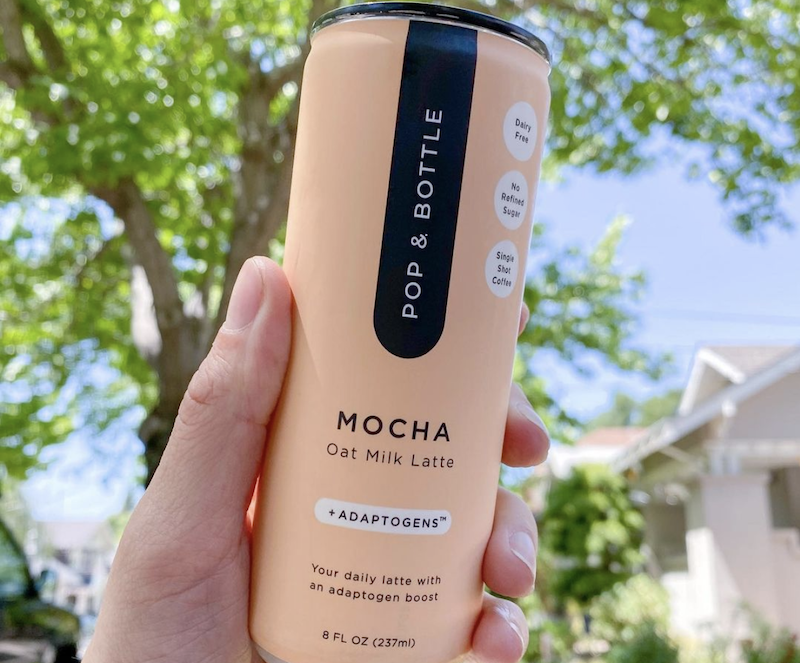 POP & BOTTLE
Dairy
Free
No
Refined
Sugar
Single
Shot
Coffee
MOCHA
Oat Milk Latte
+ADAPTOGENS™
Your daily latte with
an adaptogen boost
8 FL OZ (237ml)